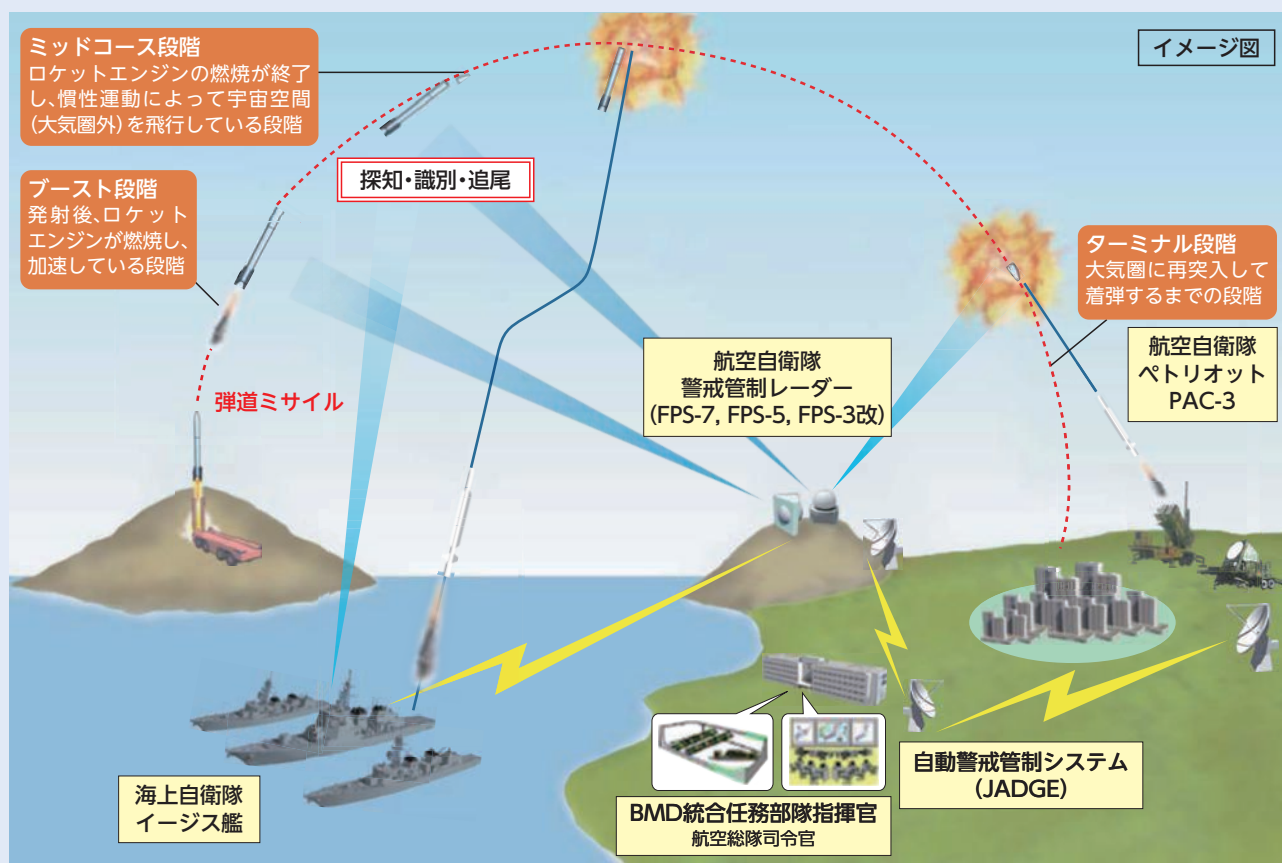 イメージ図
ミッドコース段階
ロケットエンジンの燃焼が終了
し、慣性運動によって宇宙空間
(大気圏外)を飛行している段階
探知・識別・追尾
ブースト段階
発射後、ロケット
エンジンが燃焼し、
加速している段階
ターミナル段階
大気圏に再突入して
着弾するまでの段階
航空自衛隊
警戒管制レーダー
(FPS-7, FPS-5, FPS-3改)
航空自衛隊
ペトリオット
PAC-3
弾道ミサイル
海上自衛隊
イージス艦
BMD統合任務部隊指揮官
航空総隊司令官
自動警戒管制システム
(JADGE)